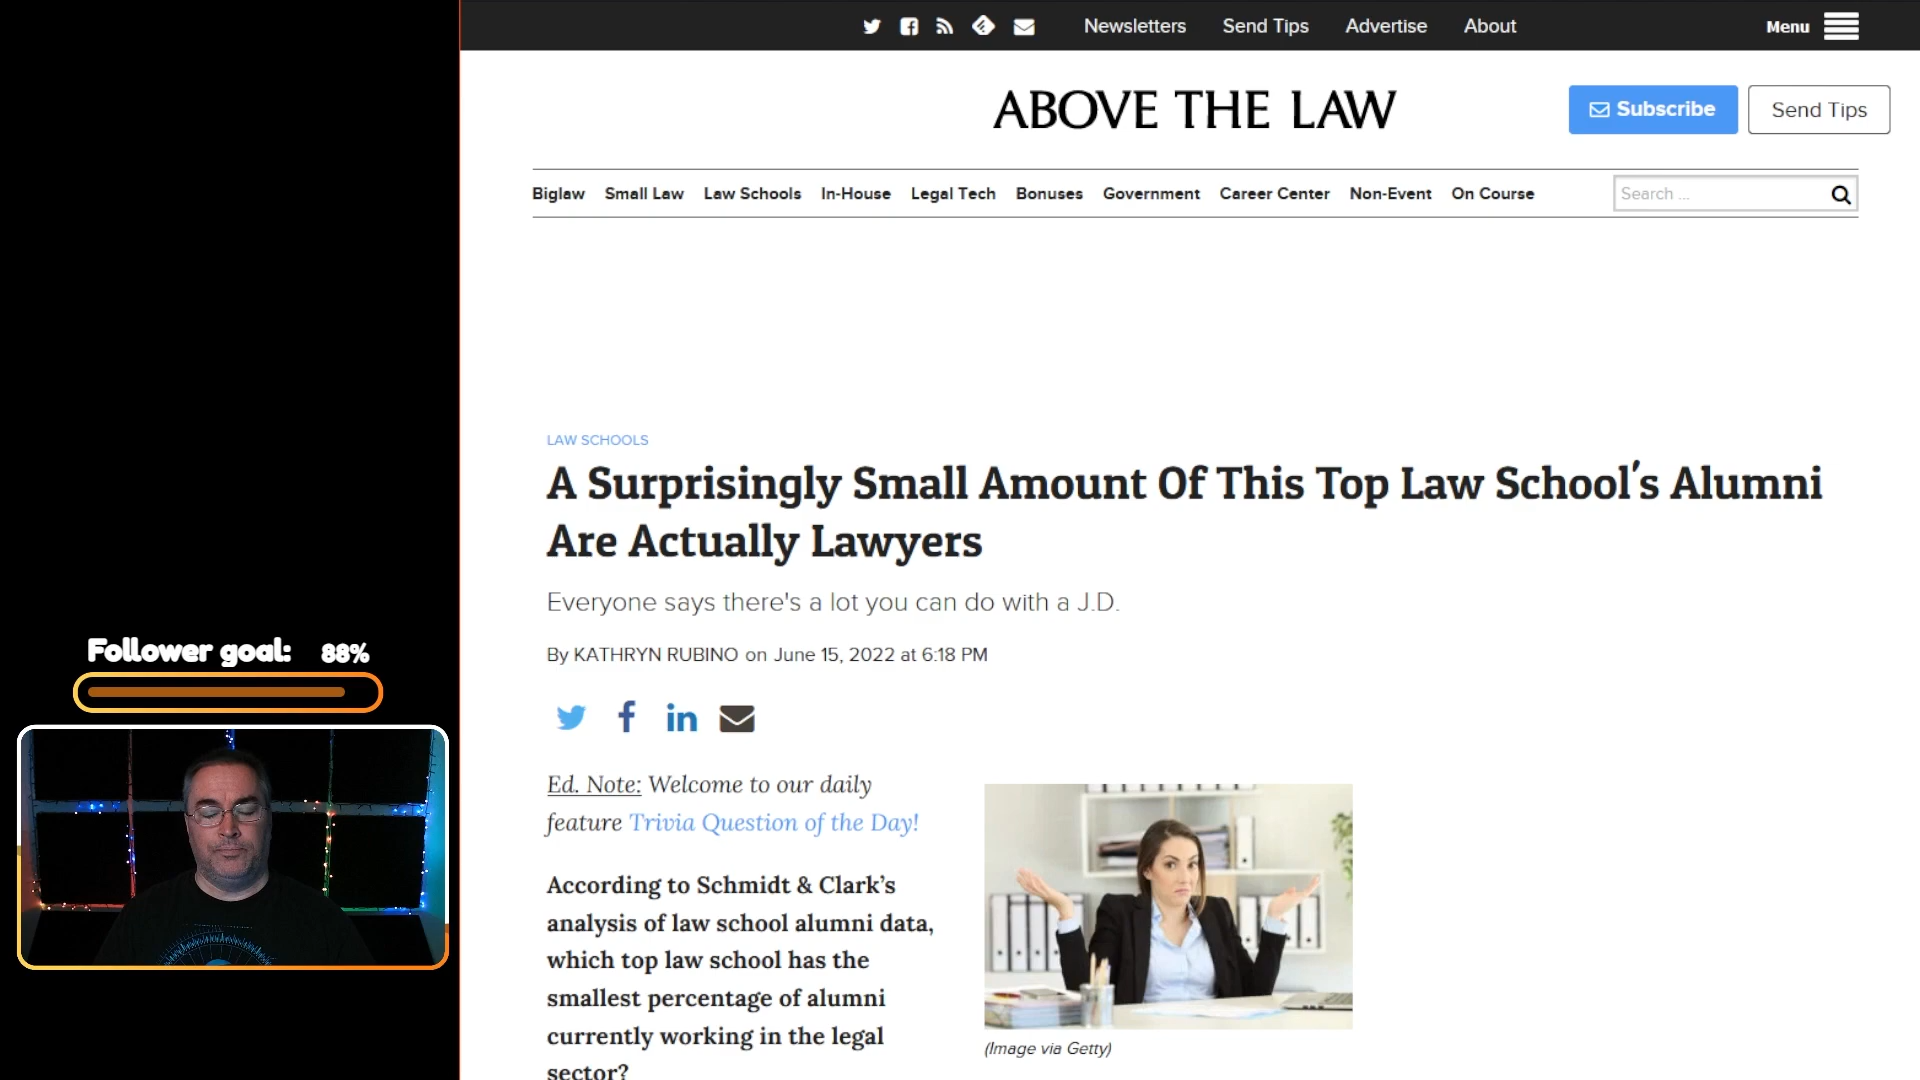 Newsletters Send Tips Advertise About Menu
ABOVE THE LAW
Subscribe Send Tips
Biglaw Small Law Law Schools In-House Legal Tech Bonuses Government Career Center Non-Event On Course Search ...
LAW SCHOOLS
A Surprisingly Small Amount Of This Top Law School's Alumni
Are Actually Lawyers
Everyone says there's a lot you can do with a J.D.
By KATHRYN RUBINO on June 15, 2022 at 6:18 PM
Follower goal: 88%
Ed. Note: Welcome to our daily
feature Trivia Question of the Day!
According to Schmidt & Clark’s
analysis of law school alumni data,
which top law school has the
smallest percentage of alumni
currently working in the legal
sector?
(Image via Getty)